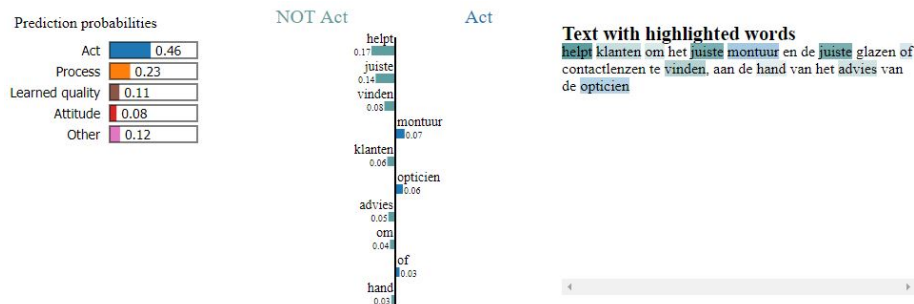 Prediction probabilities
Act 0.46
Process 0.23
Learned quality 0.11
Attitude 0.08
Other 0.12
NOT Act Act
helpt
0.17
juiste
0.14
vinden
0.08
montuur
0.07
klanten
0.06
opticien
0.06
advies
0.05
om
0.04
of
0.03
hand
0.03
Text with highlighted words
helpt klanten om het juiste montuur en de juiste glazen of
contactlenzen te vinden, aan de hand van het advies van
de opticien